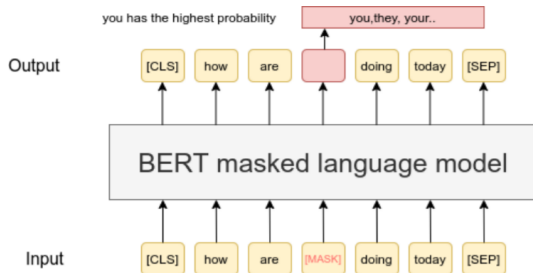 you has the highest probability you,they, your..
Output [CLS] how are doing today [SEP]
BERT masked language model
Input [CLS] how are [MASK] doing today [SEP]